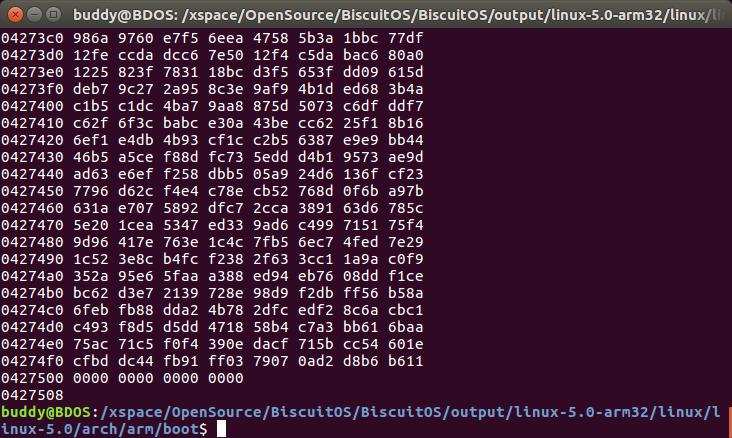 buddy@BDOS: /xspace/OpenSource/BiscuitOS/BiscuitOS/output/linux-5.0-arm32/linux/li
04273c0 986a 9760 e7f5 6eea 4758 5b3a 1bbc 77df
04273d0 12fe ccda dcc6 7e50 12f4 c5da bac6 80a0
04273e0 1225 823f 7831 18bc d3f5 653f dd09 615d
04273f0 deb7 9c27 2a95 8c3e 9af9 4b1d ed68 3b4a
0427400 c1b5 c1dc 4ba7 9aa8 875d 5073 c6df ddf7
0427410 c62f 6f3c babc e30a 43be cc62 25f1 8b16
0427420 6ef1 e4db 4b93 cf1c c2b5 6387 e9e9 bb44
0427430 46b5 a5ce f88d fc73 5edd d4b1 9573 ae9d
0427440 ad63 e6ef f258 dbb5 05a9 24d6 136f cf23
0427450 7796 d62c f4e4 c78e cb52 768d 0f6b a97b
0427460 631a e707 5892 dfc7 2cca 3891 63d6 785c
0427470 5e20 1cea 5347 ed33 9ad6 c499 7151 75f4
0427480 9d96 417e 763e 1c4c 7fb5 6ec7 4fed 7e29
0427490 1c52 3e8c b4fc f238 2f63 3cc1 1a9a c0f9
04274a0 352a 95e6 5faa a388 ed94 eb76 08dd f1ce
04274b0 bc62 d3e7 2139 728e 98d9 f2db ff56 b58a
04274c0 6feb fb88 dda2 4b78 2dfc edf2 8c6a cbc1
04274d0 c493 f8d5 d5dd 4718 58b4 c7a3 bb61 6baa
04274e0 75ac 71c5 f0f4 390e dacf 715b cc54 601e
04274f0 cfbd dc44 fb91 ff03 7907 0ad2 d8b6 b611
0427500 0000 0000 0000 0000
0427508
buddy@BDOS:/xspace/OpenSource/BiscuitOS/BiscuitOS/output/linux-5.0-arm32/linux/l
inux-5.0/arch/arm/boot$